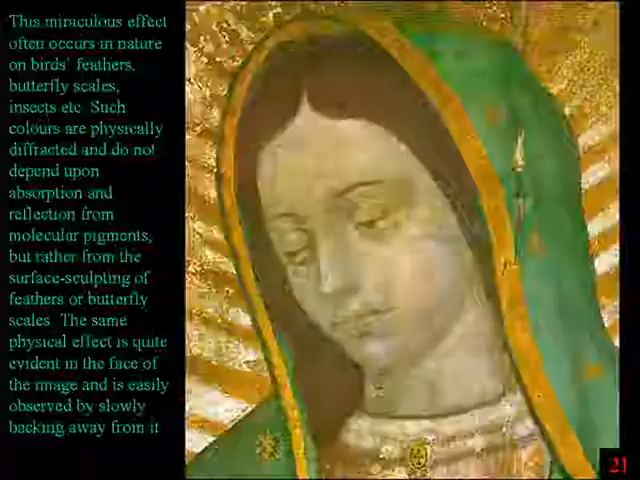 This miraculous effect
often occurs in nature
on birds' feathers,
butterfly scales,
insects etc Such
colours are physically
diffracted and do not
depend upon
absorption and
reflection from
molecular pigments,
but rather from the
surface-sculpting of
feathers or butterfly
scales The same
physical effect is quite
evident in the face of
the image and is easily
observed by slowly
backing away from it
21